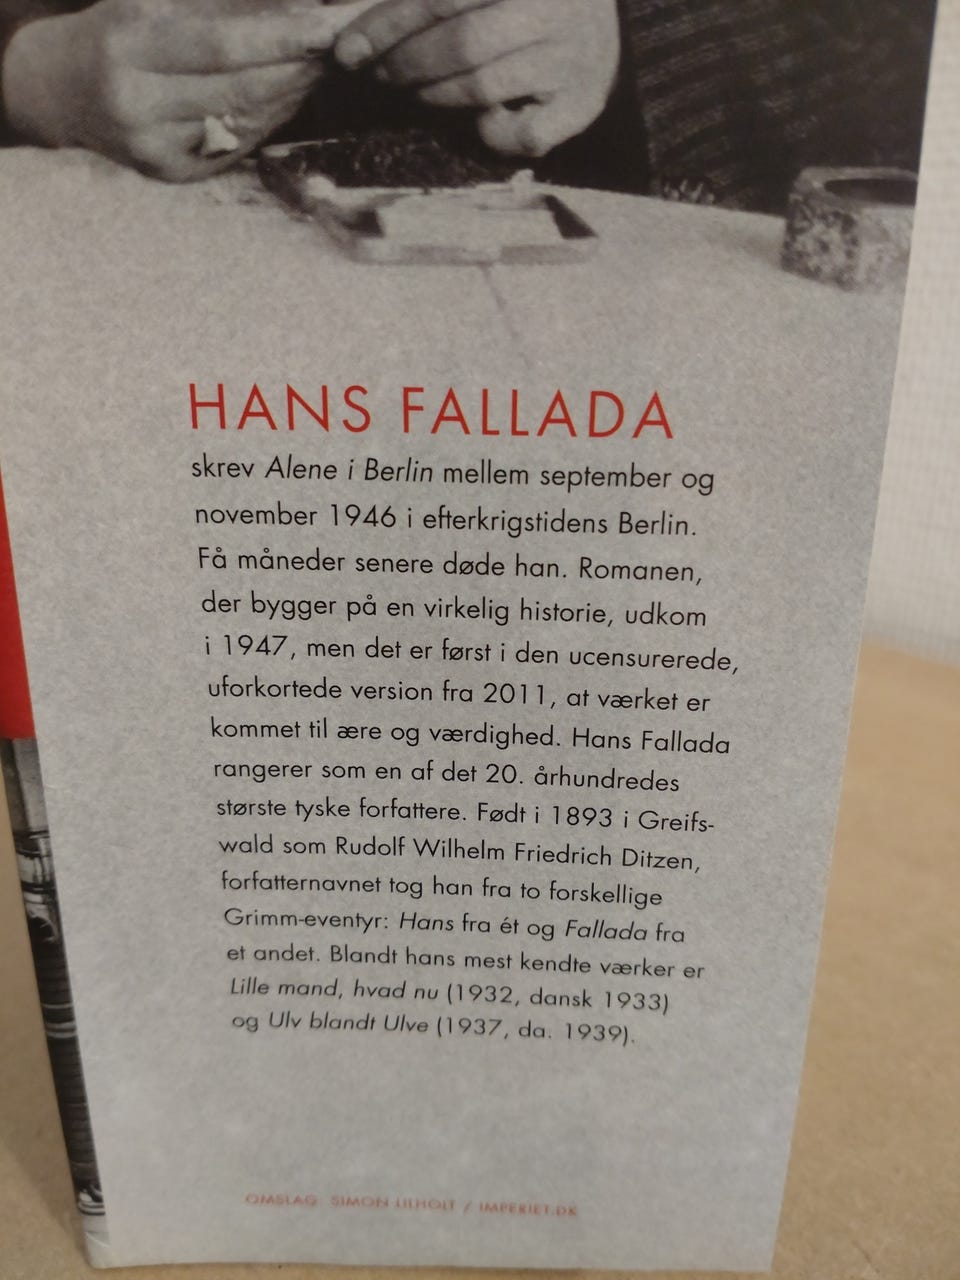 HANS FALLADA
skrev Alene i Berlin mellem september og
november 1946 i efterkrigstidens Berlin.
Få måneder senere døde han. Romanen,
der bygger på en virkelig historie, udkom
i 1947, men det er først i den ucensurerede,
uforkortede version fra 2011, at værket er
kommet til ære og værdighed. Hans Fallada
rangerer som en af det 20. århundredes
største tyske forfattere. Født i 1893 i Greifs-
wald som Rudolf Wilhelm Friedrich Ditzen,
forfatternavnet tog han fra to forskellige
Grimm-eventyr: Hans fra ét og Fallada fra
et andet. Blandt hans mest kendte værker er
Lille mand, hvad nu (1932, dansk 1933)
og Ulv blandt Ulve (1937, da. 1939).
OMSLAG SIMON LILHOLT / IMPERIET.DK